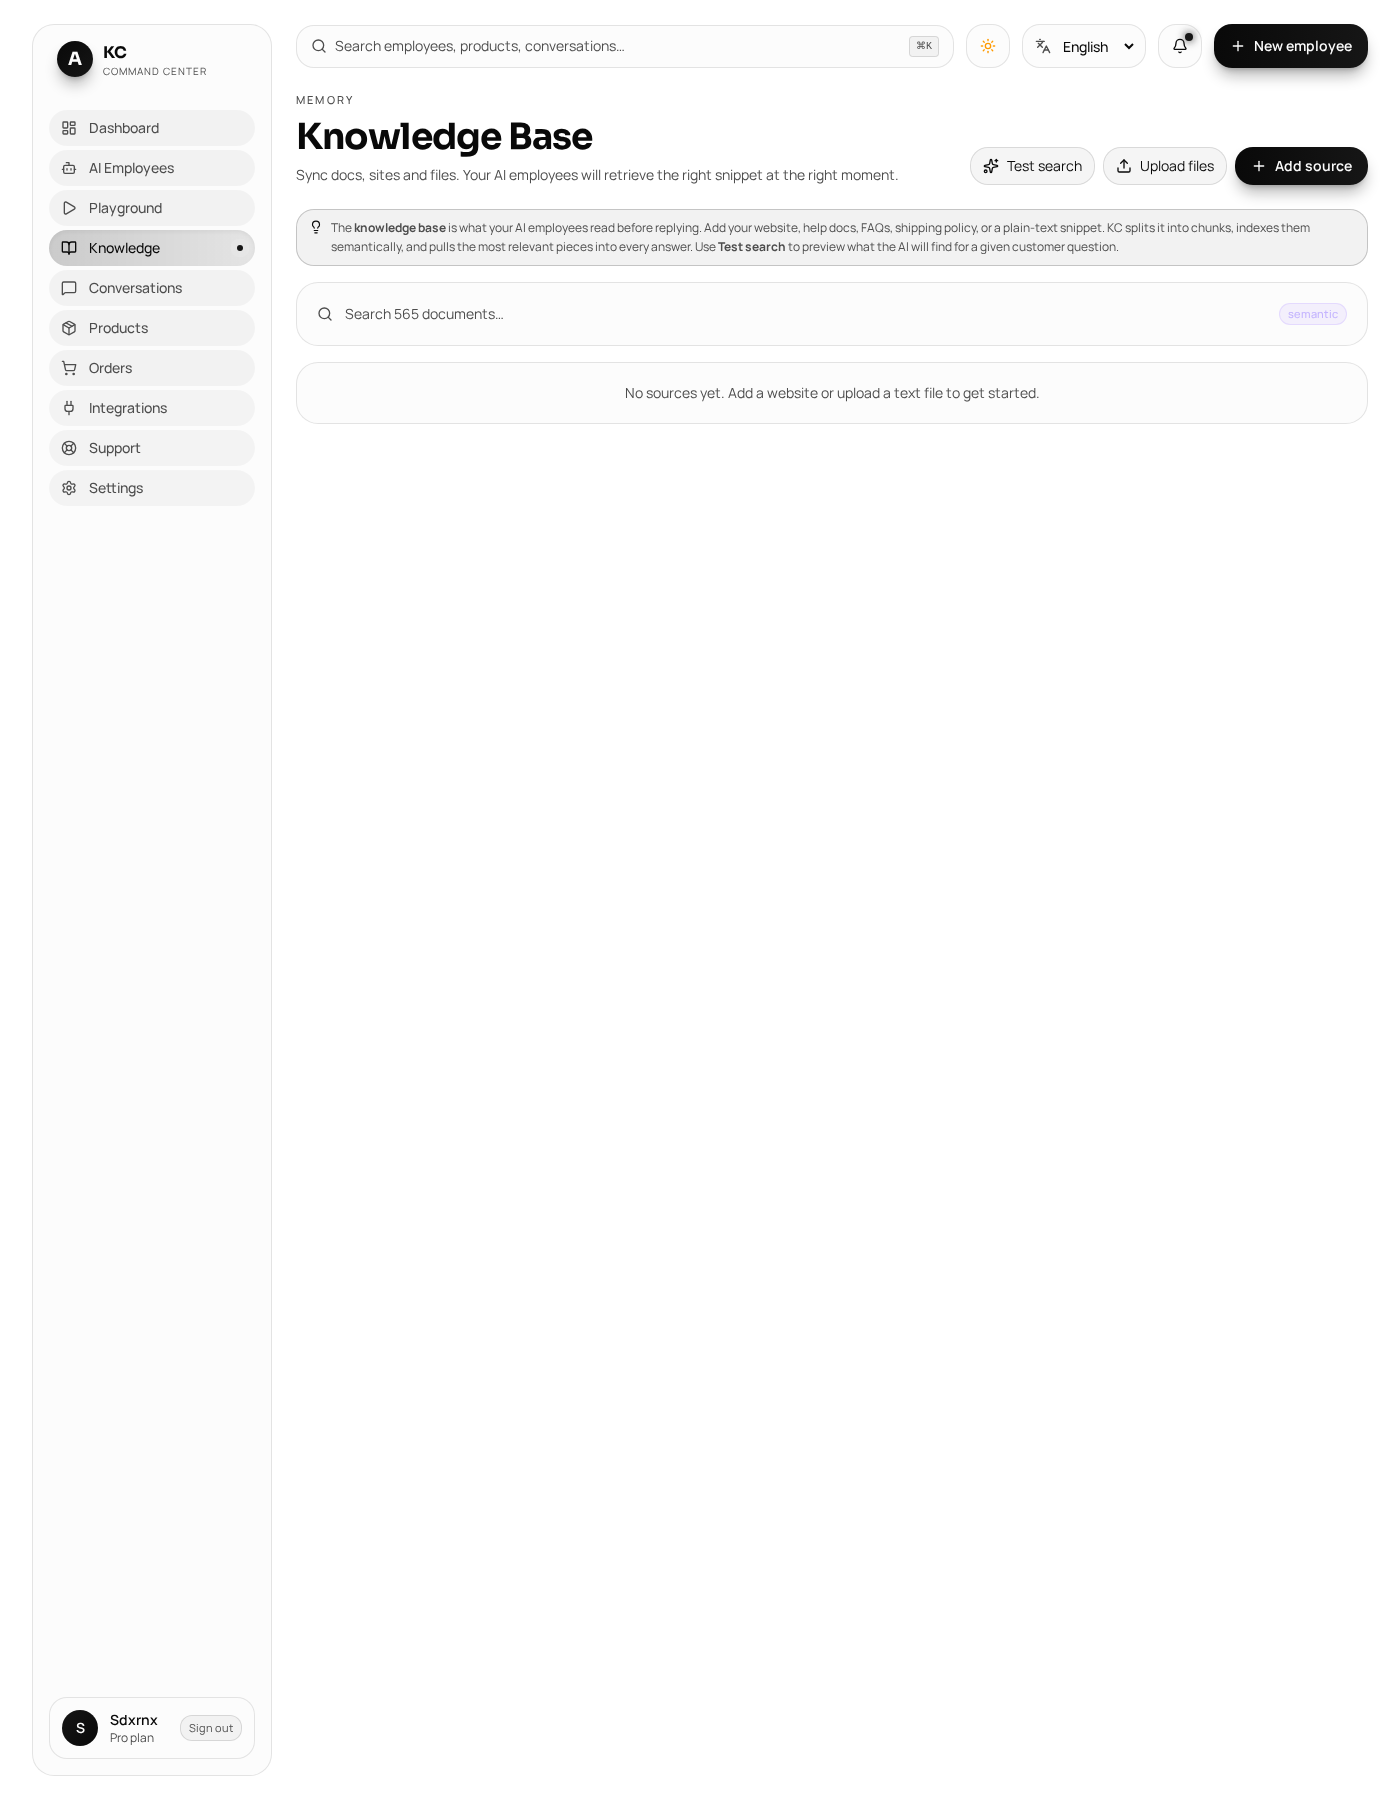 A
KC
COMMAND CENTER
Dashboard
AI Employees
Playground
Knowledge
Conversations
Products
Orders
Integrations
Support
Settings
S
Sdxrnx
Pro plan
Sign out
Search employees, products, conversations…
⌘K
English
New employee
MEMORY
Knowledge Base
Sync docs, sites and files. Your AI employees will retrieve the right snippet at the right moment.
Test search
Upload files
Add source
The knowledge base is what your AI employees read before replying. Add your website, help docs, FAQs, shipping policy, or a plain-text snippet. KC splits it into chunks, indexes them
semantically, and pulls the most relevant pieces into every answer. Use Test search to preview what the AI will find for a given customer question.
Search 565 documents…
semantic
No sources yet. Add a website or upload a text file to get started.